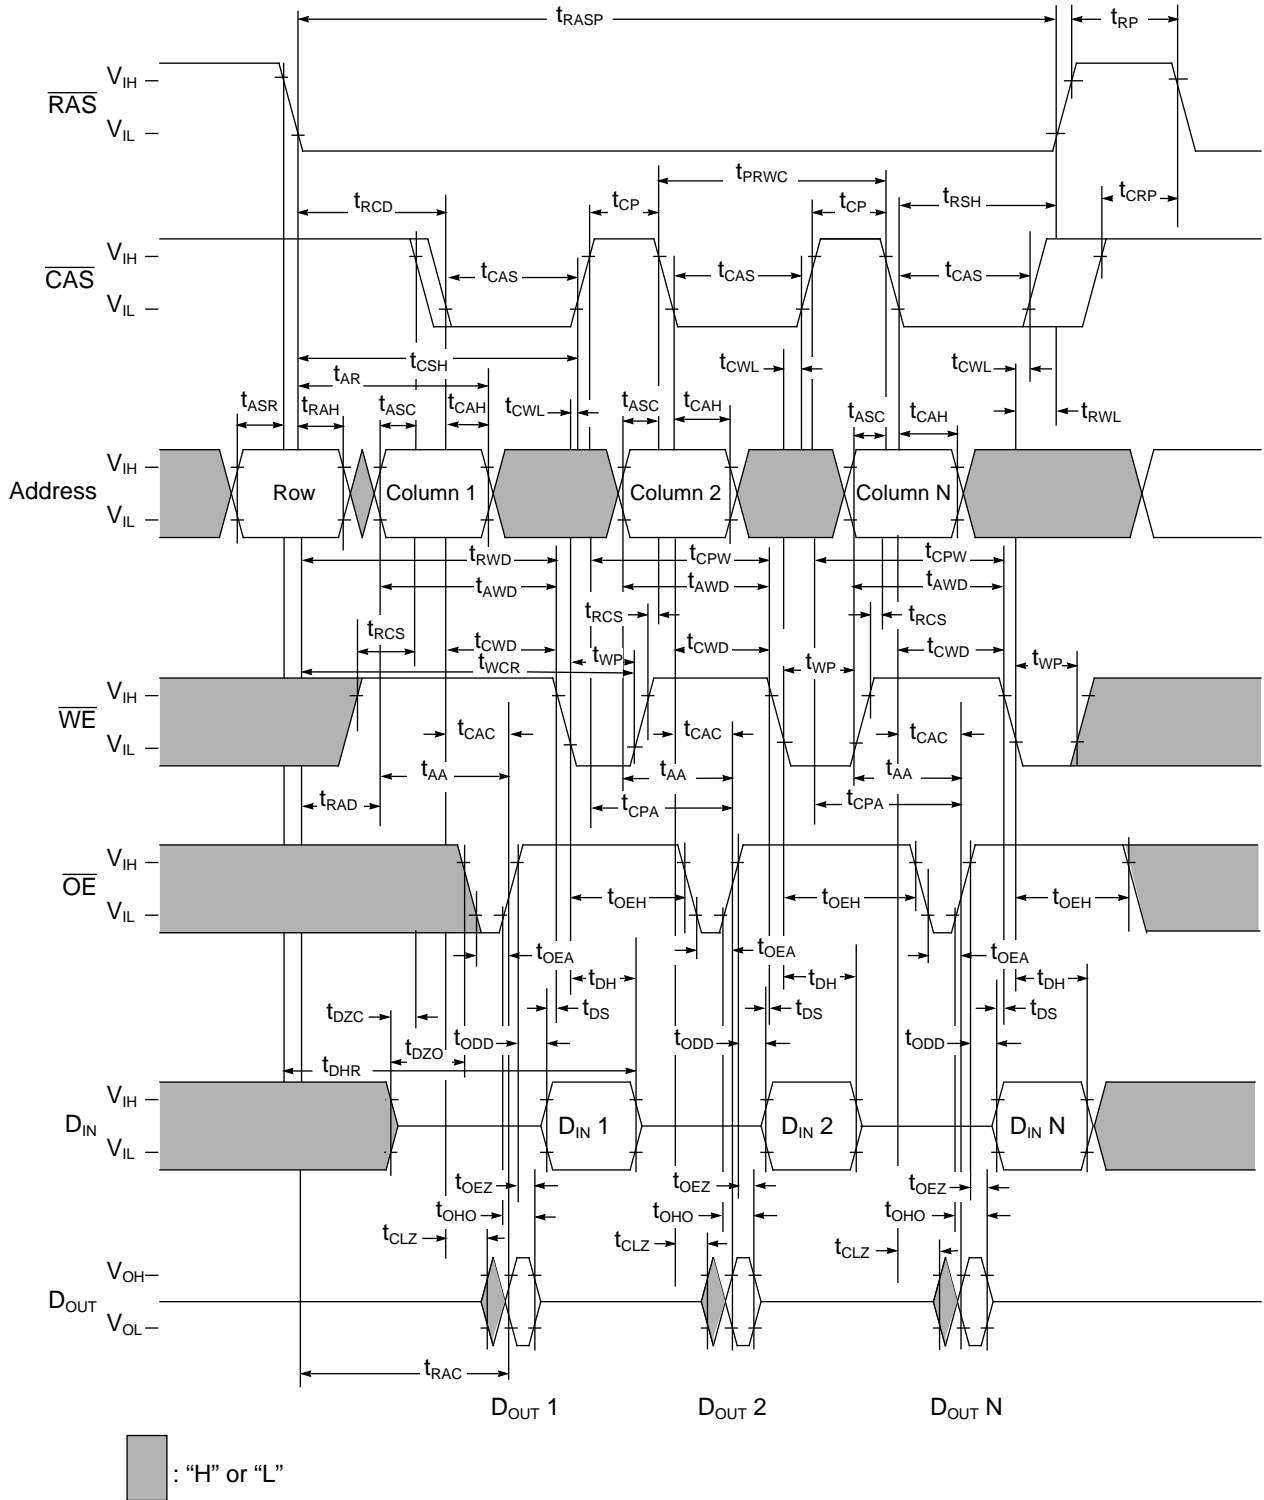 tRASP
tRP
VIH
RAS
VIL
tPRWC
tRCD
tCP
tCP
tRSH
tCRP
VIH
CAS
VIL
tCAS
tCAS
tCAS
tCSH
tAR
tCWL
tCWL
tASR
tRAH
tASC
tCAH
tCWL
tASC
tCAH
tASC
tCAH
tRWL
VIH
Address
VIL
Row
Column 1
Column 2
Column N
tRWD
tCPW
tCPW
tAWD
tAWD
tAWD
tRCS
tRCS
tRCS
tCWD
tWP
tCWD
tWP
tCWD
tWP
tWCR
VIH
WE
VIL
tCAC
tCAC
tCAC
tAA
tAA
tAA
tRAD
tCPA
tCPA
VIH
OE
VIL
tOEH
tOEH
tOEH
tOEA
tOEA
tOEA
tDH
tDH
tDH
tDZC
tDS
tDS
tDS
tODD
tODD
tODD
tDZO
tDHR
VIH
DIN
VIL
DIN 1
DIN 2
DIN N
tOEZ
tOEZ
tOEZ
tOHO
tOHO
tOHO
tCLZ
tCLZ
tCLZ
VOH
DOUT
VOL
tRAC
DOUT 1
DOUT 2
DOUT N
: “H” or “L”